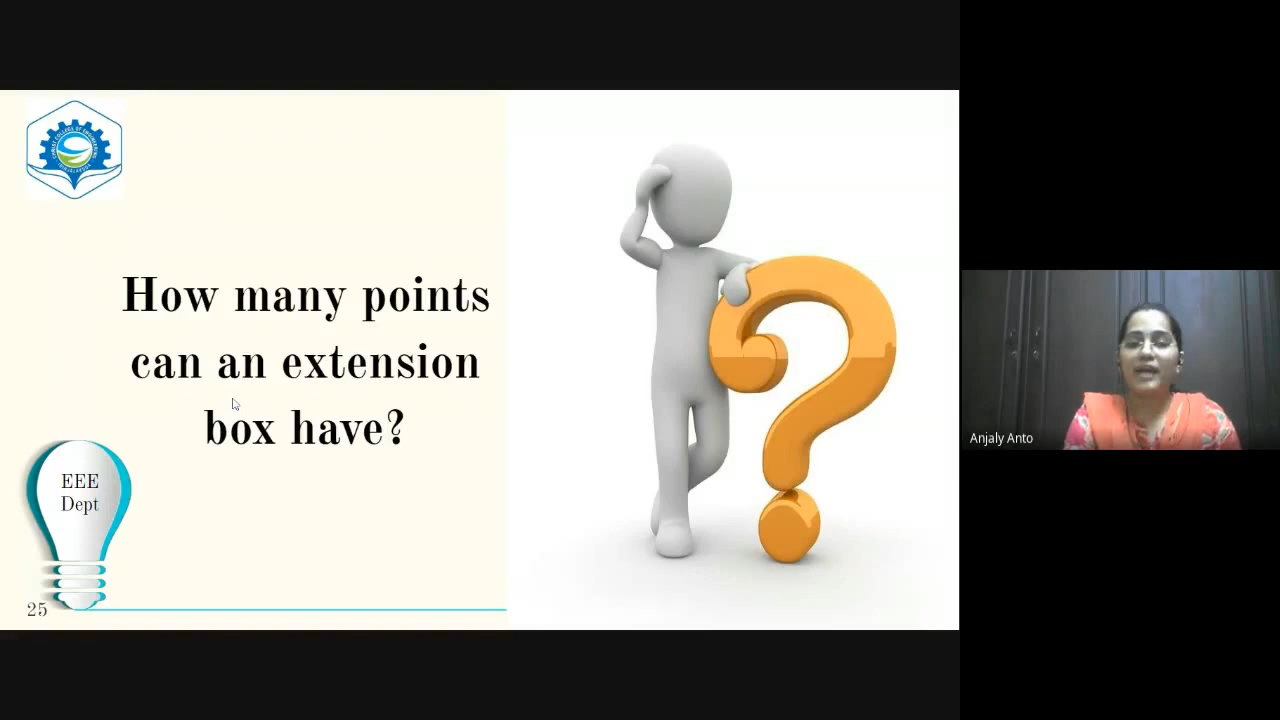 How many points
can an extension
box have?
EEE
Dept
25
Anjaly Anto